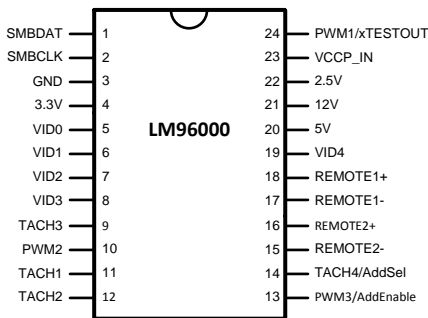 SMBDAT 1 24 PWM1/xTESTOUT
SMBCLK 2 23 VCCP_IN
GND 3 22 2.5V
3.3V 4 21 12V
VID0 5 LM96000 20 5V
VID1 6 19 VID4
VID2 7 18 REMOTE1+
VID3 8 17 REMOTE1-
TACH3 9 16 REMOTE2+
PWM2 10 15 REMOTE2-
TACH1 11 14 TACH4/AddSel
TACH2 12 13 PWM3/AddEnable